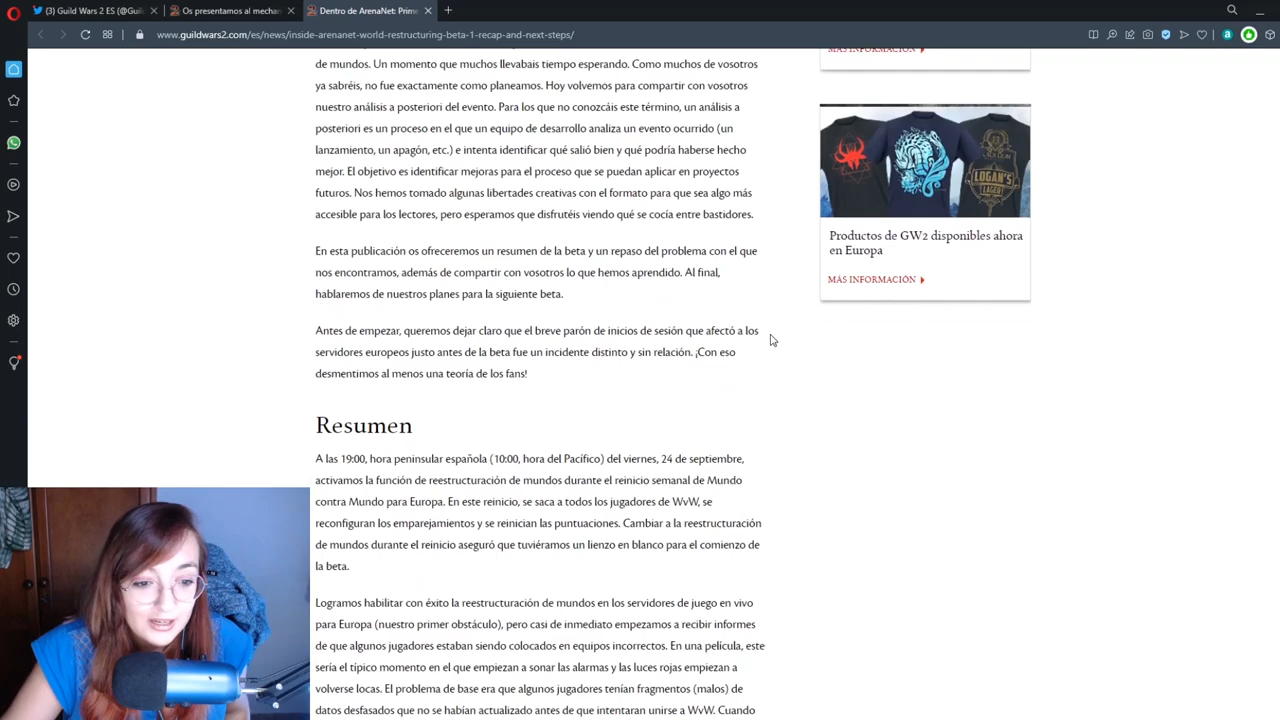 (3) Guild Wars 2 ES (@Guil
Os presentamos al mechan
Dentro de ArenaNet: Prime
www.guildwars2.com/es/news/inside-arenanet-world-restructuring-beta-1-recap-and-next-steps/
de mundos. Un momento que muchos llevabais tiempo esperando. Como muchos de vosotros
ya sabréis, no fue exactamente como planeamos. Hoy volvemos para compartir con vosotros
nuestro análisis a posteriori del evento. Para los que no conozcáis este término, un análisis a
posteriori es un proceso en el que un equipo de desarrollo analiza un evento ocurrido (un
lanzamiento, un apagón, etc.) e intenta identificar qué salió bien y qué podría haberse hecho
mejor. El objetivo es identificar mejoras para el proceso que se puedan aplicar en proyectos
futuros. Nos hemos tomado algunas libertades creativas con el formato para que sea algo más
accesible para los lectores, pero esperamos que disfrutéis viendo qué se cocía entre bastidores.
En esta publicación os ofreceremos un resumen de la beta y un repaso del problema con el que
nos encontramos, además de compartir con vosotros lo que hemos aprendido. Al final,
hablaremos de nuestros planes para la siguiente beta.
Antes de empezar, queremos dejar claro que el breve parón de inicios de sesión que afectó a los
servidores europeos justo antes de la beta fue un incidente distinto y sin relación. ¡Con eso
desmentimos al menos una teoría de los fans!
Resumen
A las 19:00, hora peninsular española (10:00, hora del Pacífico) del viernes, 24 de septiembre,
activamos la función de reestructuración de mundos durante el reinicio semanal de Mundo
contra Mundo para Europa. En este reinicio, se saca a todos los jugadores de WvW, se
reconfiguran los emparejamientos y se reinician las puntuaciones. Cambiar a la reestructuración
de mundos durante el reinicio aseguró que tuviéramos un lienzo en blanco para el comienzo de
la beta.
Logramos habilitar con éxito la reestructuración de mundos en los servidores de juego en vivo
para Europa (nuestro primer obstáculo), pero casi de inmediato empezamos a recibir informes
de que algunos jugadores estaban siendo colocados en equipos incorrectos. En una película, este
sería el típico momento en el que empiezan a sonar las alarmas y las luces rojas empiezan a
volverse locas. El problema de base era que algunos jugadores tenían fragmentos (malos) de
datos desfasados que no se habían actualizado antes de que intentaran unirse a WvW. Cuando
MÁS INFORMACIÓN
LOGAN'S
Productos de GW2 disponibles ahora
en Europa
MÁS INFORMACIÓN